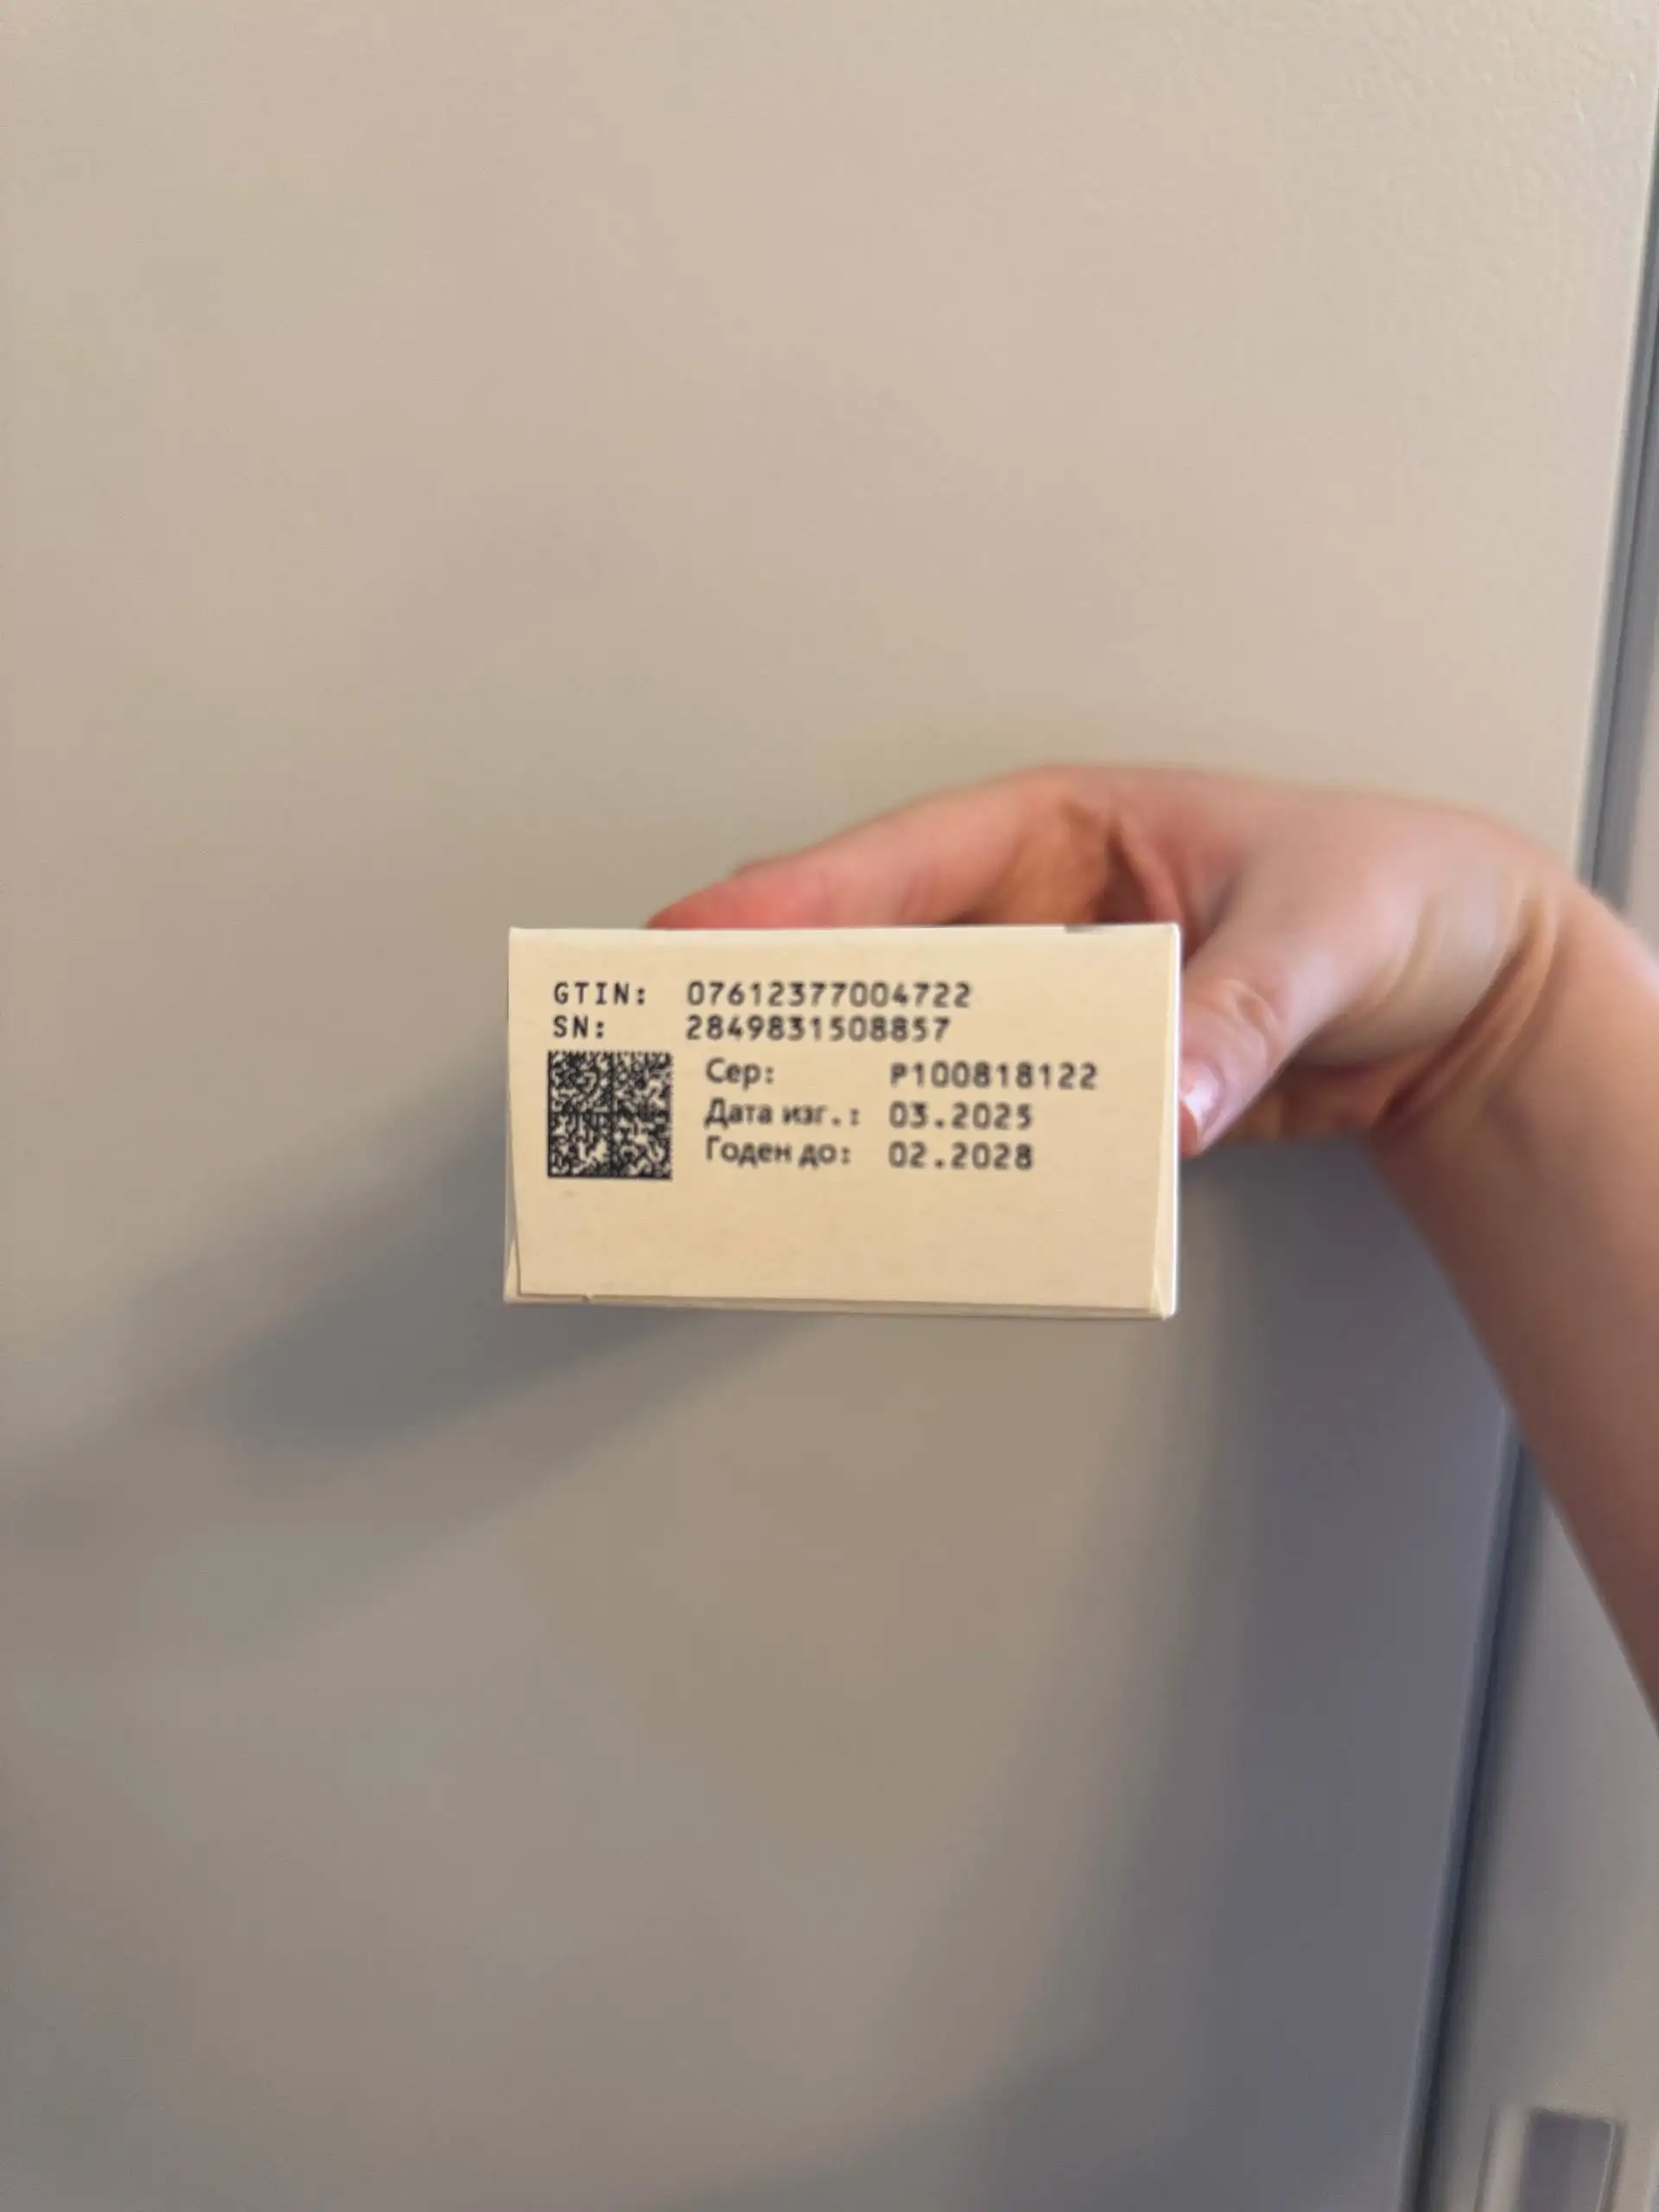 GTIN: 07612377004722
SN: 2849831508857
Сер: P100818122
Дата изг.: 03.2025
Годен до: 02.2028